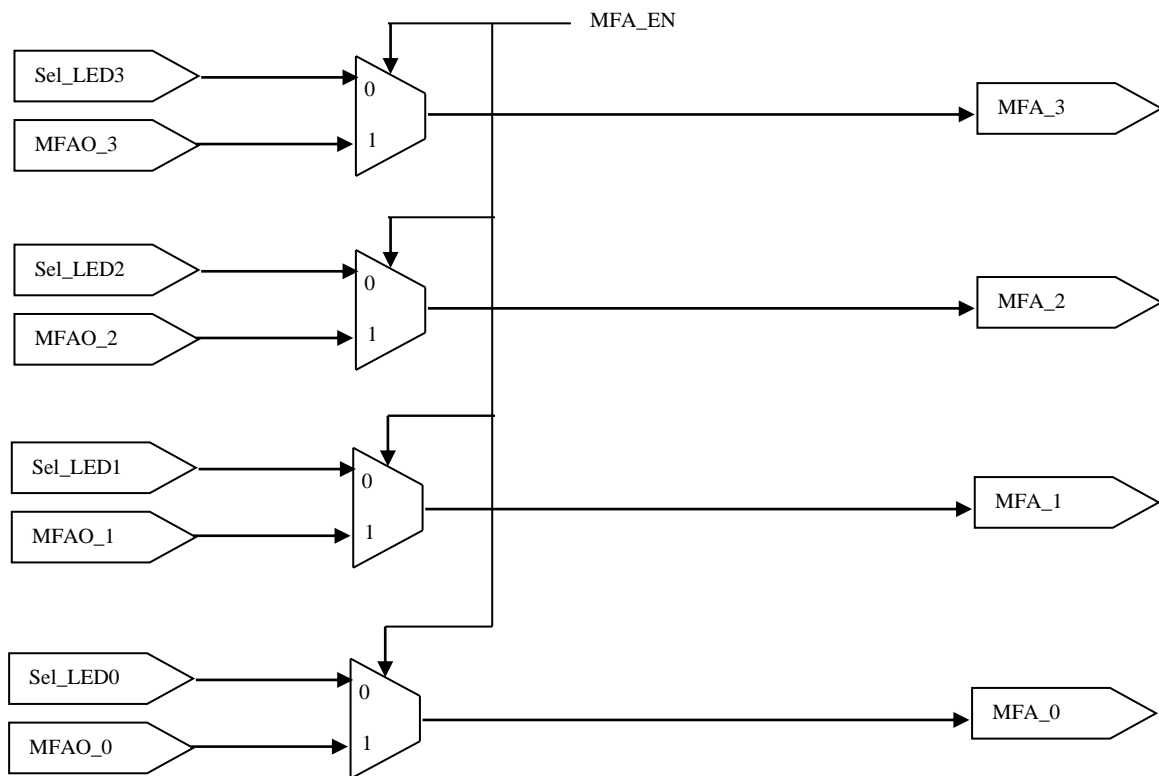 MFA_EN
Sel_LED3
0
MFA_3
MFAO_3
1
Sel_LED2
0
MFA_2
MFAO_2
1
Sel_LED1
0
MFA_1
MFAO_1
1
Sel_LED0
0
MFA_0
MFAO_0
1